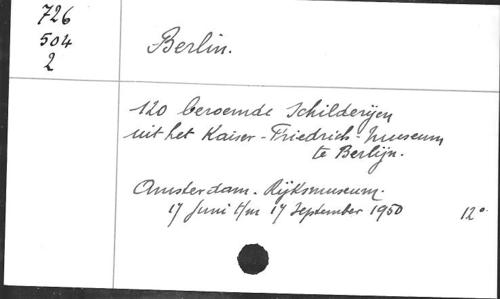 726
504
2
Berlin.
120 beroemde Schilderijen
uit het Kaiser-Friedrich-Museum
te Berlijn.
Amsterdam. Rijksmuseum.
17 Juni t/m 17 September 1950
12°